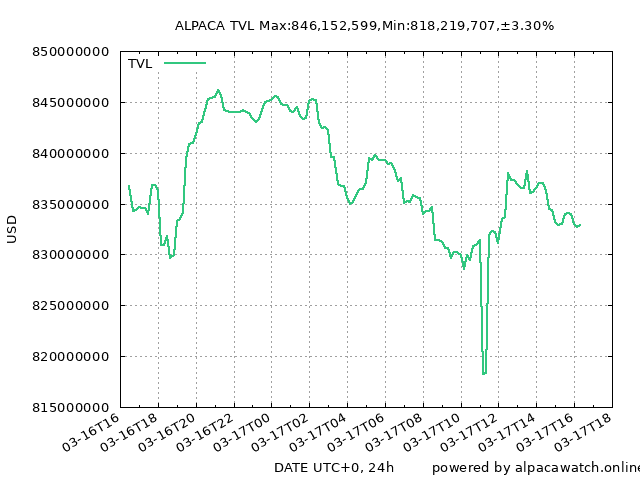 ALPACA TVL Max:846,152,599,Min:818,219,707,±3.30%
850000000
TVL
845000000
840000000
835000000
USD
830000000
825000000
820000000
815000000
03-16T16
03-16T18
03-16T20
03-16T22
03-17T00
03-17T02
03-17T04
03-17T06
03-17T08
03-17T10
03-17T12
03-17T14
03-17T16
03-17T18
DATE UTC+0, 24h
powered by alpacawatch.online